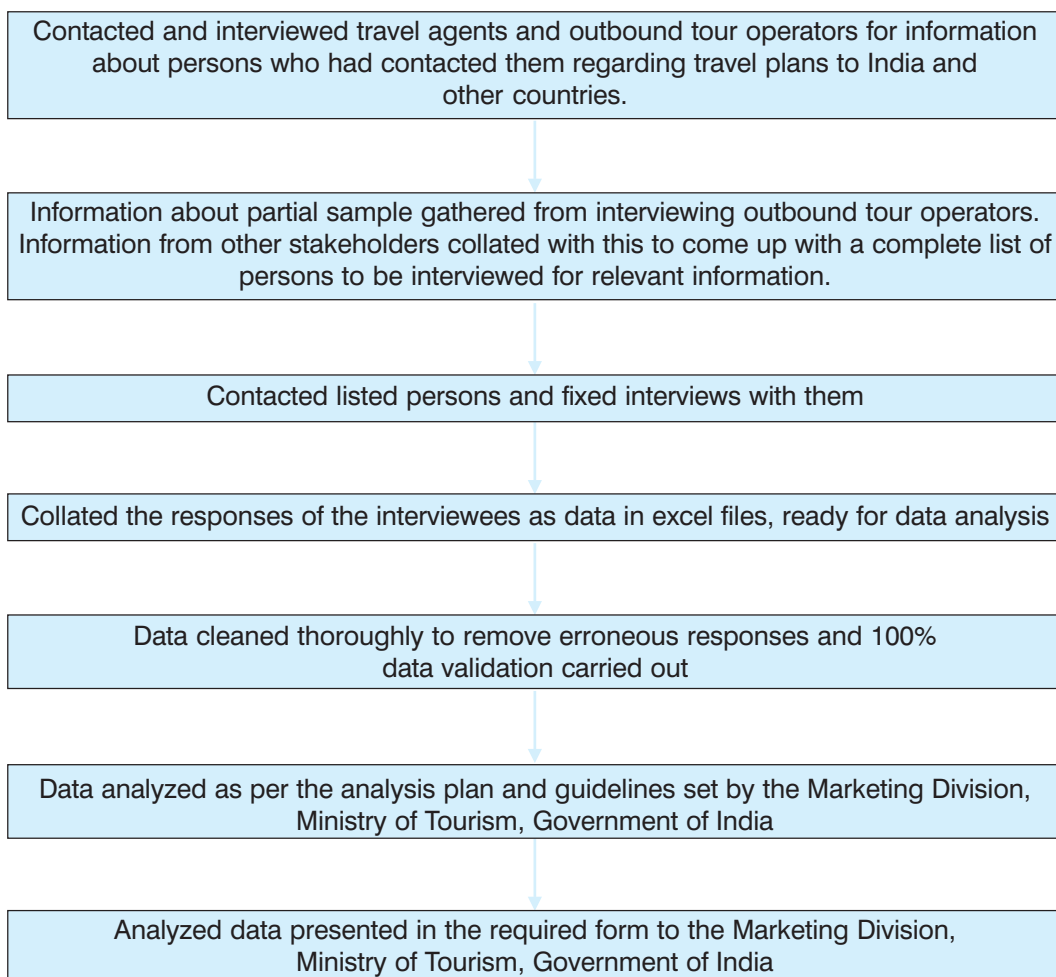 Contacted and interviewed travel agents and outbound tour operators for information
about persons who had contacted them regarding travel plans to India and
other countries.
Information about partial sample gathered from interviewing outbound tour operators.
Information from other stakeholders collated with this to come up with a complete list of
persons to be interviewed for relevant information.
Contacted listed persons and fixed interviews with them
Collated the responses of the interviewees as data in excel files, ready for data analysis
Data cleaned thoroughly to remove erroneous responses and 100%
data validation carried out
Data analyzed as per the analysis plan and guidelines set by the Marketing Division,
Ministry of Tourism, Government of India
Analyzed data presented in the required form to the Marketing Division,
Ministry of Tourism, Government of India